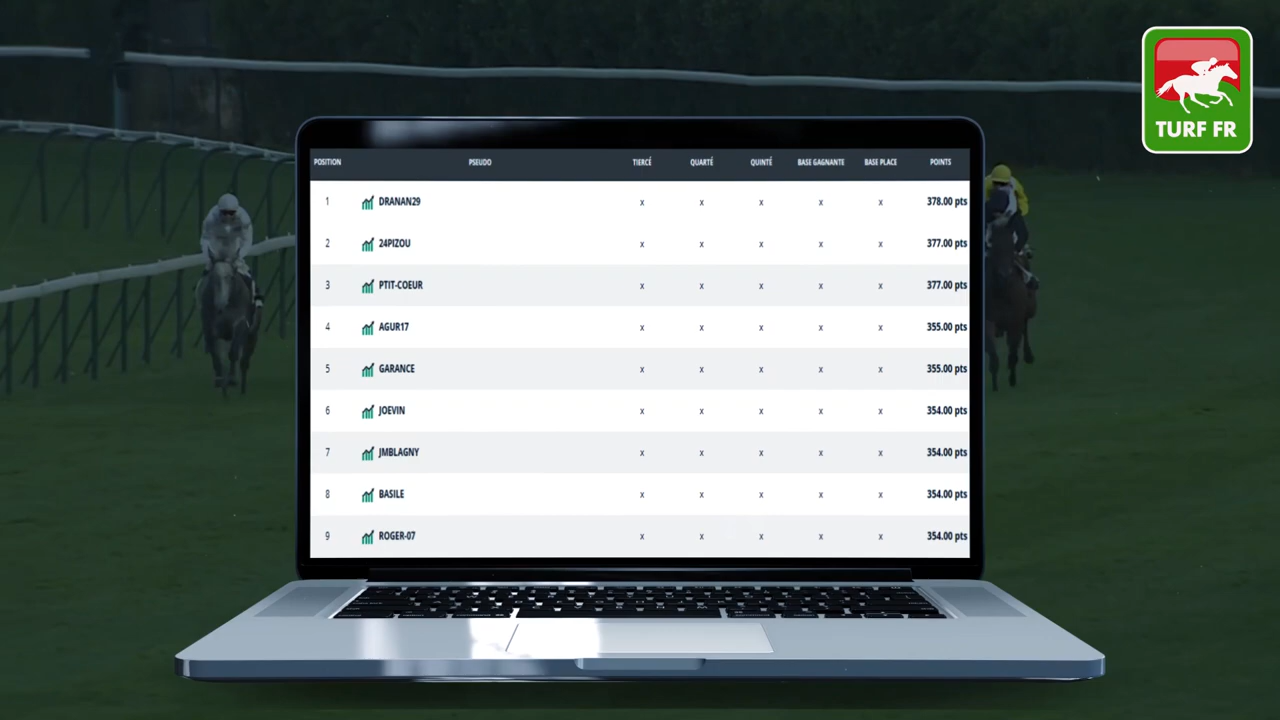 TURF FR
POSITION PSEUDO TIERCÉ QUARTÉ QUINTÉ BASE GAGNANTE BASE PLACE POINTS
1 DRANAN29 x x x x x 378.00 pts
2 24PIZOU x x x x x 377.00 pts
3 PTIT-COEUR x x x x x 377.00 pts
4 AGUR17 x x x x x 355.00 pts
5 GARANCE x x x x x 355.00 pts
6 JOEVIN x x x x x 354.00 pts
7 JMBLAGNY x x x x x 354.00 pts
8 BASILE x x x x x 354.00 pts
9 ROGER-07 x x x x x 354.00 pts